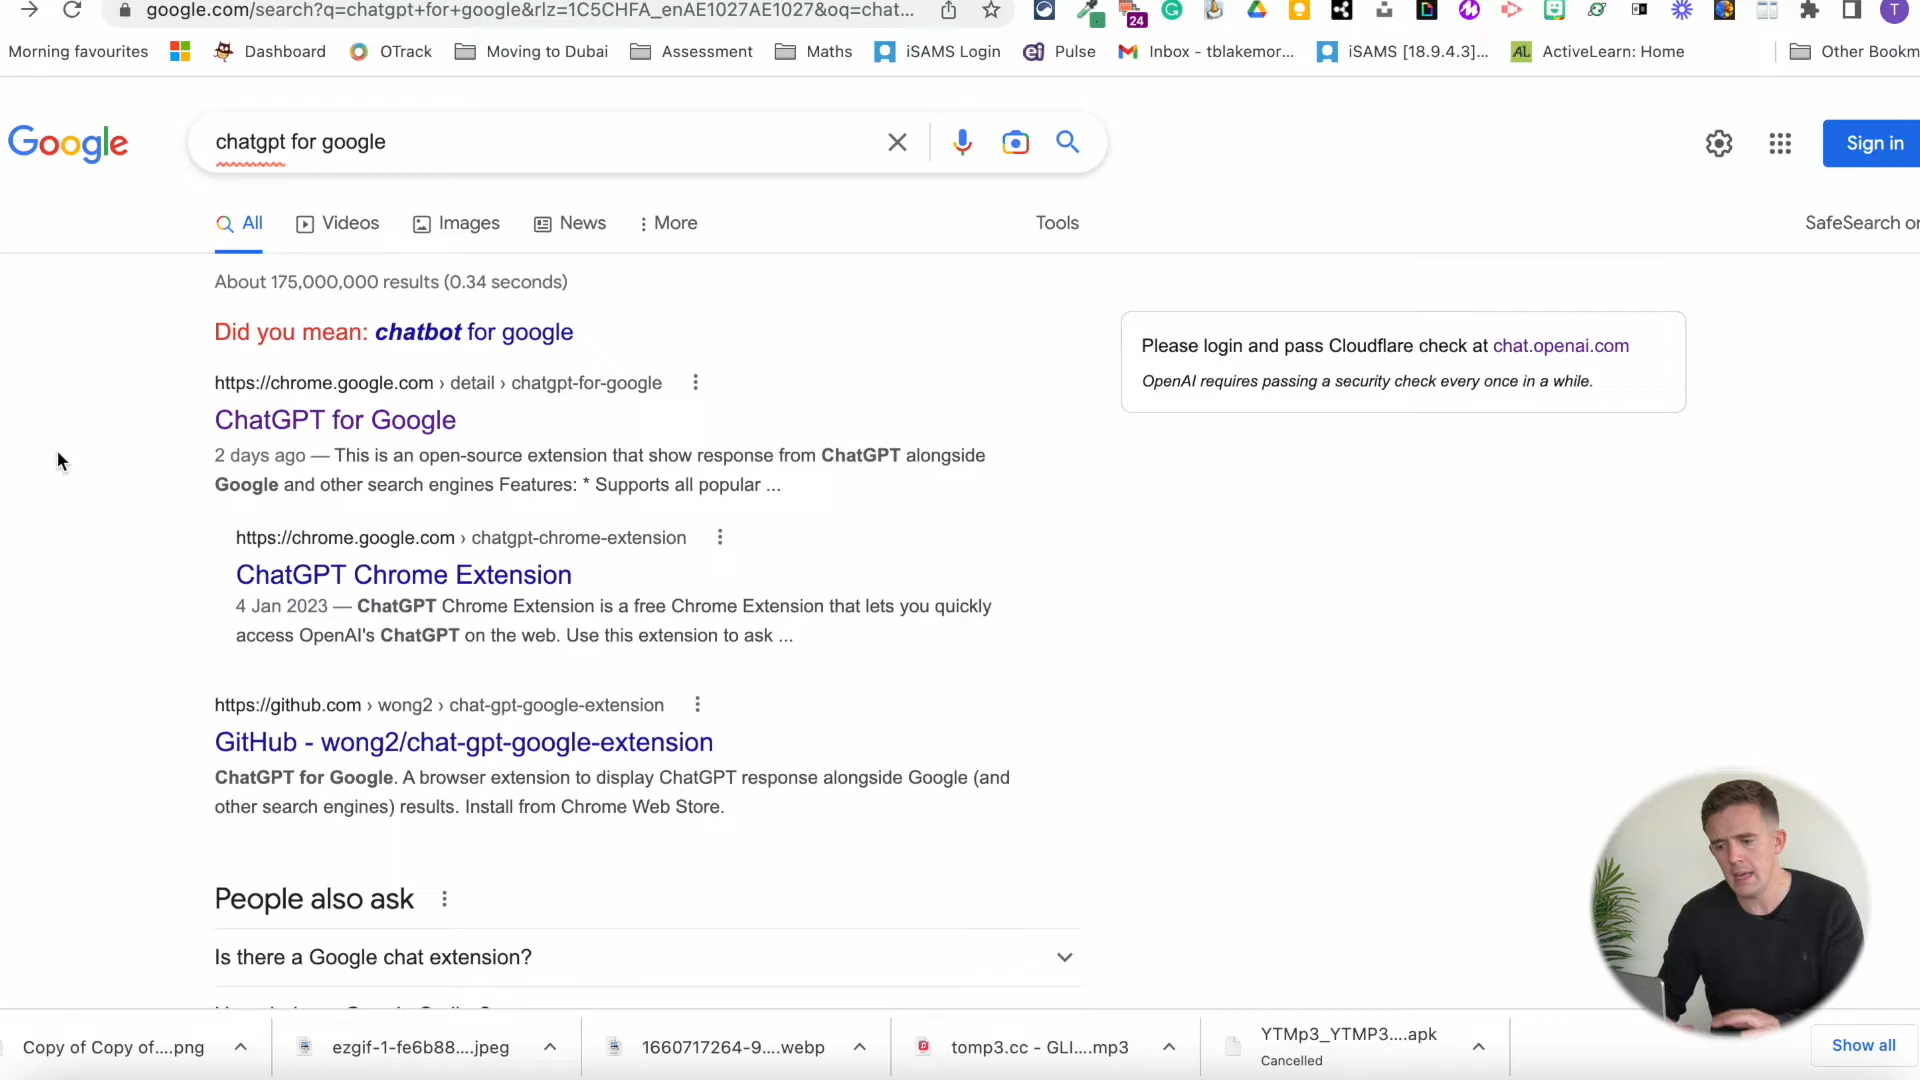 google.com/search?q=chatgpt+for+google&rlz=1C5CHFA_enAE1027AE1027&oq=chat...
24
T
Morning favourites
Dashboard
OTrack
Moving to Dubai
Assessment
Maths
iSAMS Login
ei Pulse
Inbox - tblakemor...
iSAMS [18.9.4.3]...
AL ActiveLearn: Home
Other Bookm
Google
chatgpt for google
Sign in
All
Videos
Images
News
More
Tools
SafeSearch on
About 175,000,000 results (0.34 seconds)
Did you mean: chatbot for google
https://chrome.google.com › detail › chatgpt-for-google
ChatGPT for Google
2 days ago — This is an open-source extension that show response from ChatGPT alongside
Google and other search engines Features: * Supports all popular ...
https://chrome.google.com › chatgpt-chrome-extension
ChatGPT Chrome Extension
4 Jan 2023 — ChatGPT Chrome Extension is a free Chrome Extension that lets you quickly
access OpenAI's ChatGPT on the web. Use this extension to ask ...
https://github.com › wong2 › chat-gpt-google-extension
GitHub - wong2/chat-gpt-google-extension
ChatGPT for Google. A browser extension to display ChatGPT response alongside Google (and
other search engines) results. Install from Chrome Web Store.
People also ask
Is there a Google chat extension?
Please login and pass Cloudflare check at chat.openai.com
OpenAI requires passing a security check every once in a while.
Copy of Copy of....png
ezgif-1-fe6b88....jpeg
1660717264-9....webp
tomp3.cc - GLI....mp3
YTMp3_YTMP3....apk
Cancelled
Show all